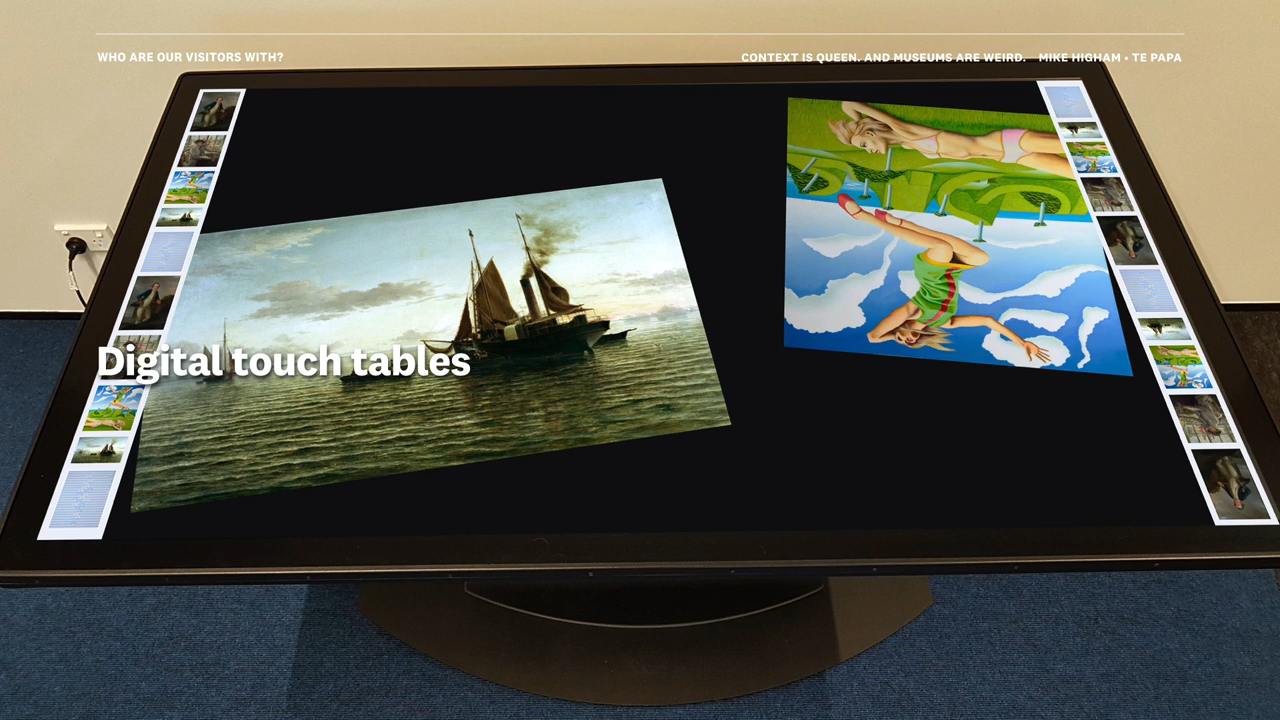 WHO ARE OUR VISITORS WITH?
CONTEXT IS QUEEN. AND MUSEUMS ARE WEIRD. MIKE HIGHAM • TE PAPA
Digital touch tables